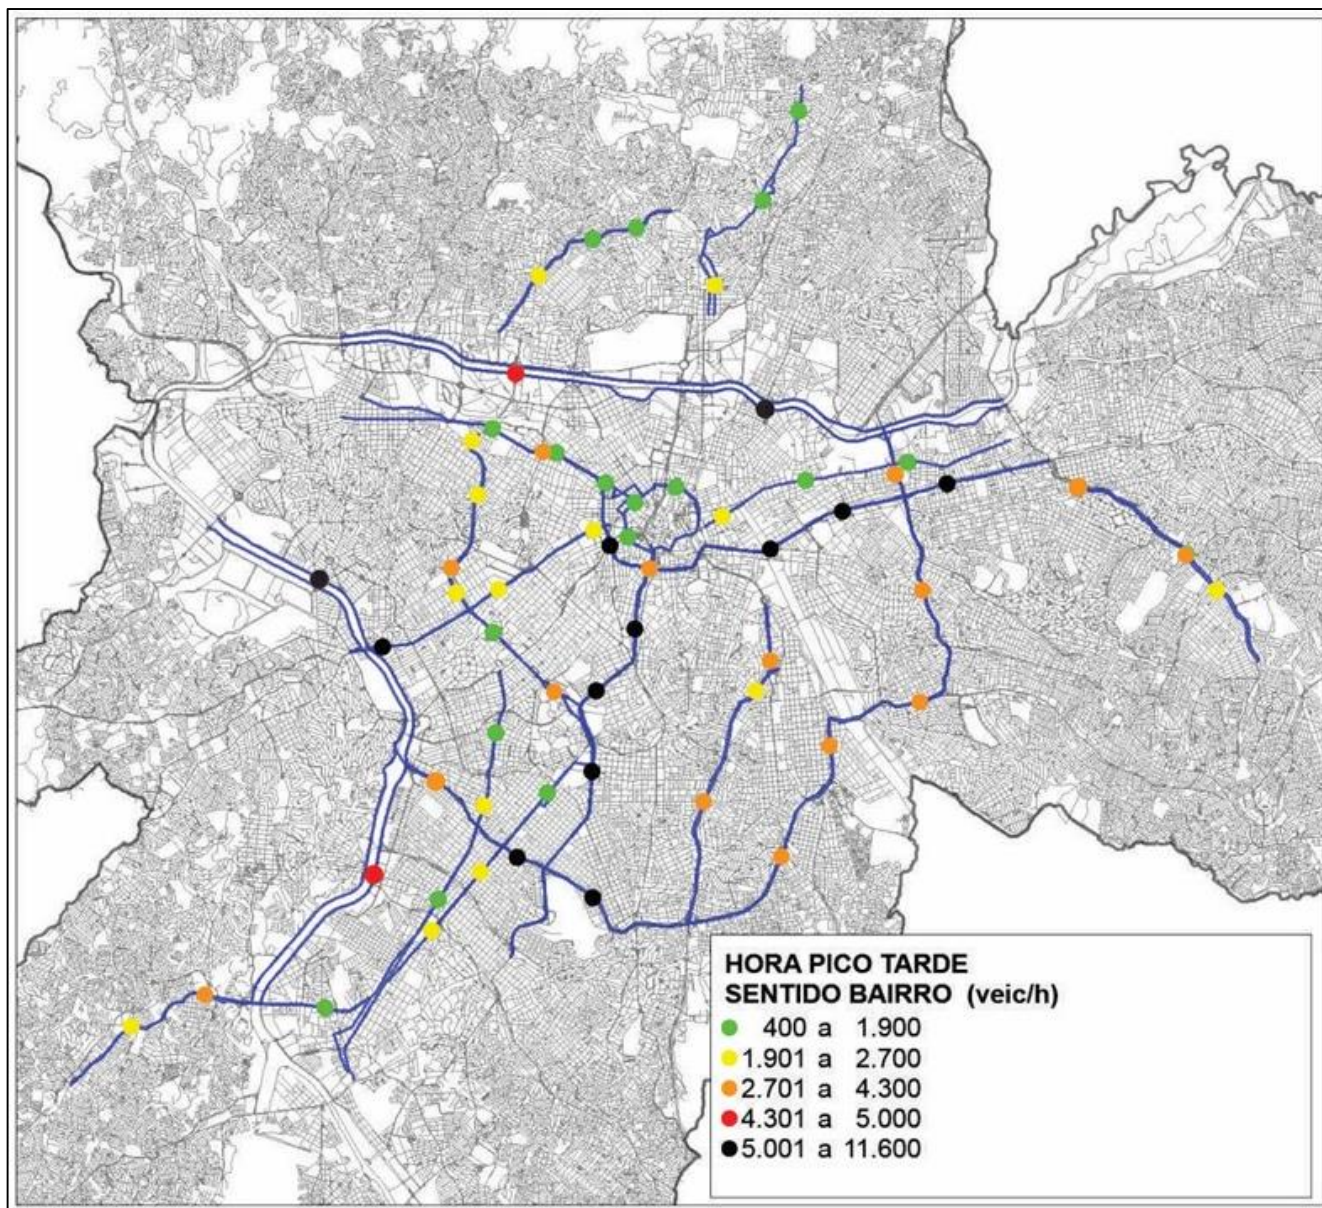 HORA PICO TARDE
SENTIDO BAIRRO (veic/h)
400 a 1.900
1.901 a 2.700
2.701 a 4.300
4.301 a 5.000
5.001 a 11.600